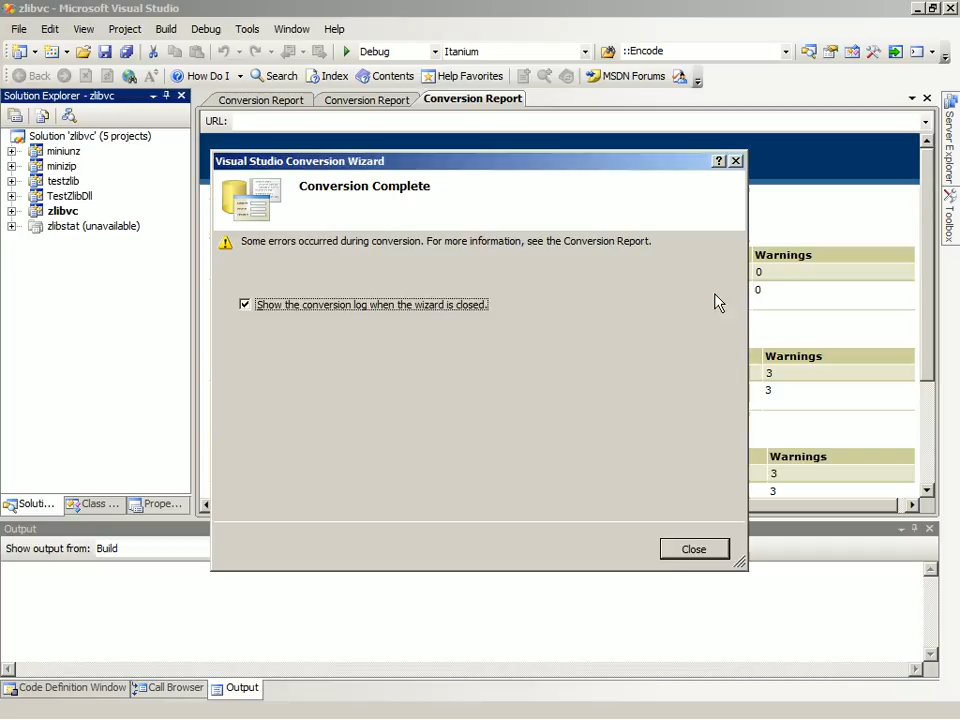 zlibvc - Microsoft Visual Studio
File Edit View Project Build Debug Tools Window Help
Debug Itanium ::Encode
Back How Do I Search Index Contents Help Favorites MSDN Forums
Solution Explorer - zlibvc
Conversion Report Conversion Report Conversion Report
URL:
Solution 'zlibvc' (5 projects)
miniunz
minizip
testzlib
TestZlibDll
zlibvc
zlibstat (unavailable)
Visual Studio Conversion Wizard
Conversion Complete
Some errors occurred during conversion. For more information, see the Conversion Report.
Show the conversion log when the wizard is closed.
Close
Warnings
0
0
Warnings
3
3
Warnings
3
3
Server Explorer
Toolbox
Soluti... Class ... Prope...
Output
Show output from: Build
Code Definition Window Call Browser Output